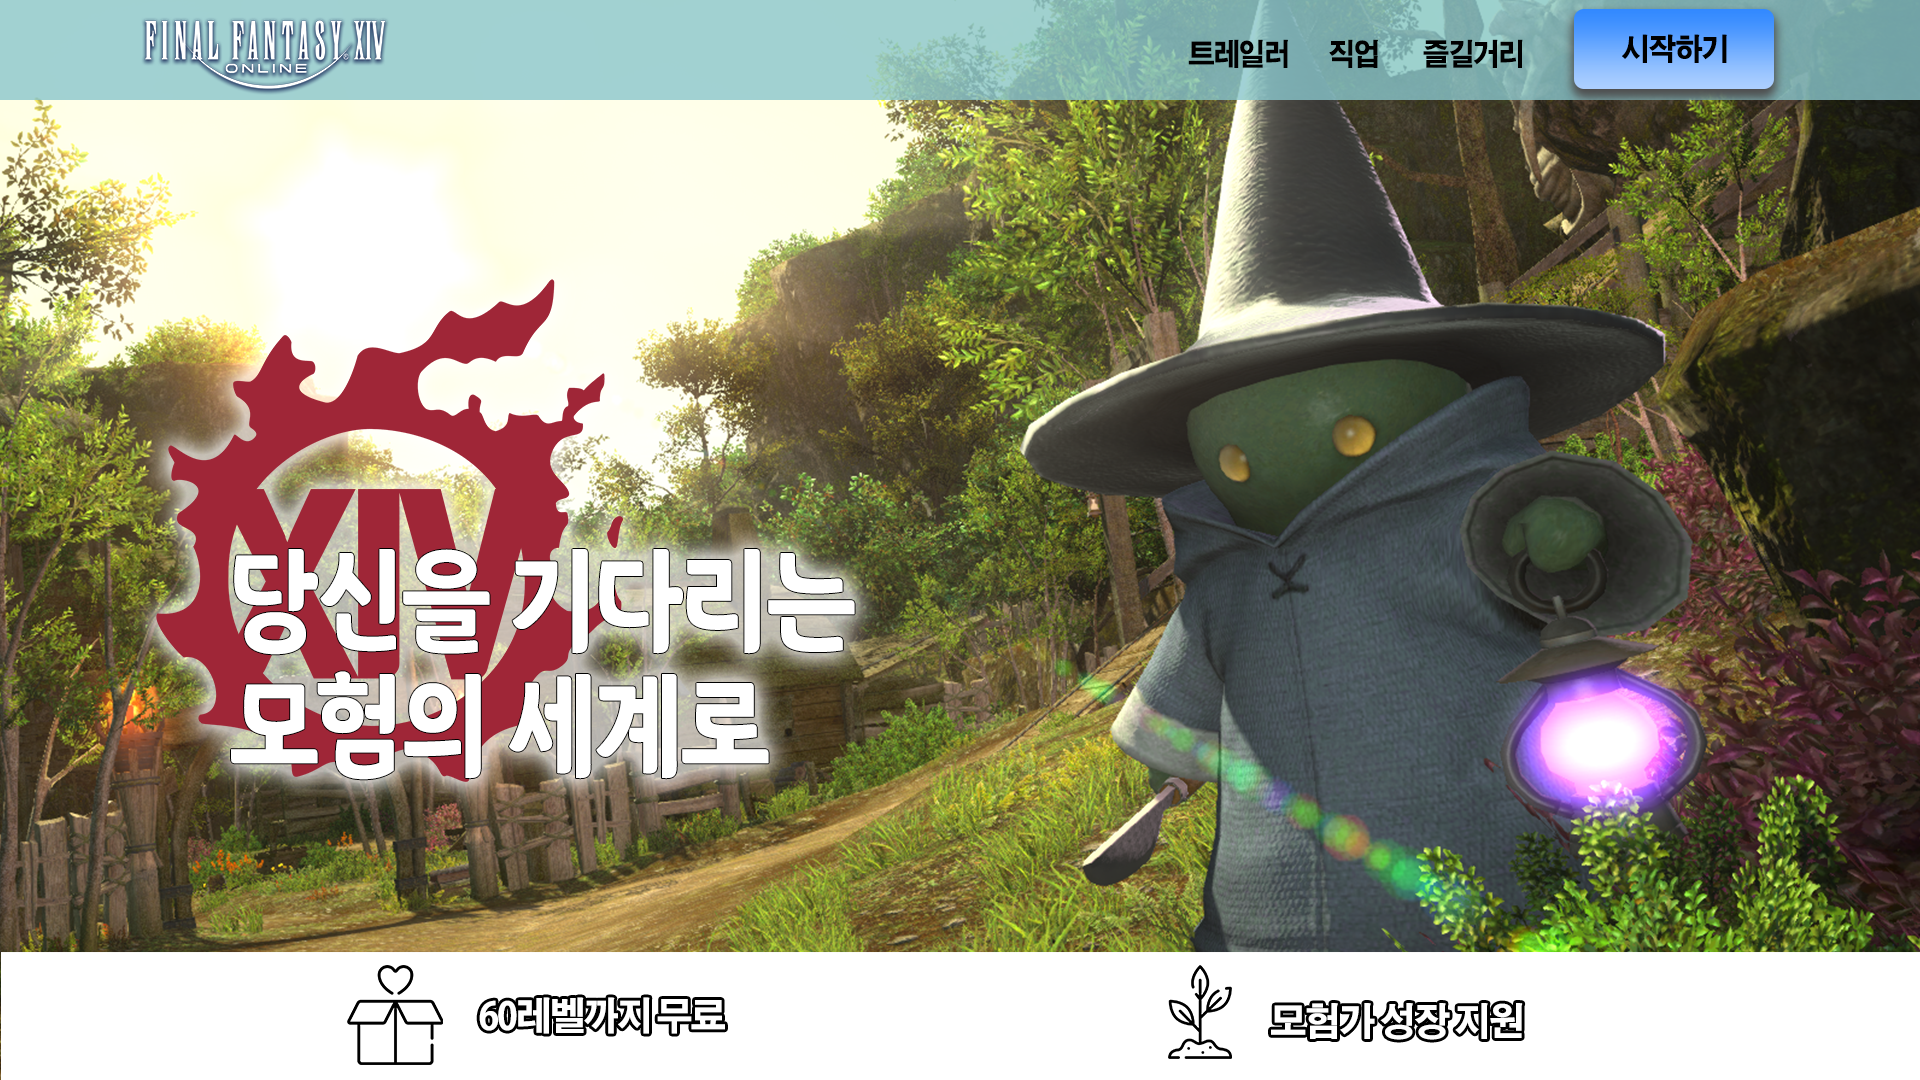 FINAL FANTASY XIV
ONLINE
트레일러
직업
즐길거리
시작하기
XIV
당신을 기다리는
모험의 세계로
60레벨까지 무료
모험가 성장 지원